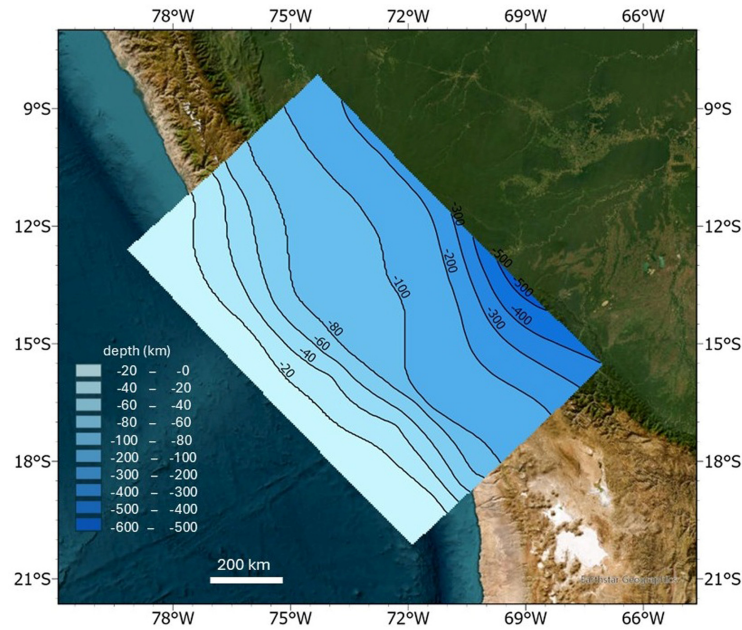 78°W 75°W 72°W 69°W 66°W
9°S 9°S
-300
12°S 12°S
-200
-500
-500
-100
-400
-300
-80
15°S 15°S
-60
-40
-20
depth (km)
-20 – -0
-40 – -20
-60 – -40
-80 – -60
-100 – -80
-200 – -100
-300 – -200
-400 – -300
-500 – -400
-600 – -500
18°S 18°S
200 km
21°S Earthstar Geographics 21°S
78°W 75°W 72°W 69°W 66°W